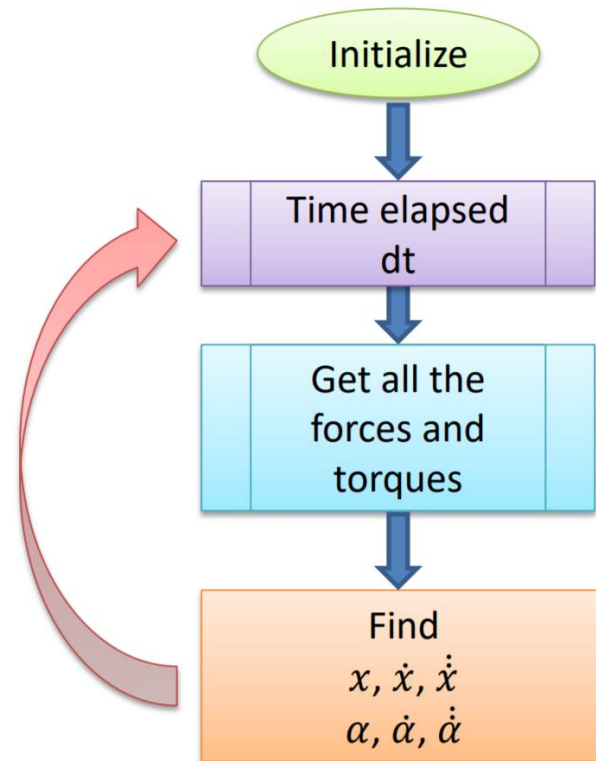 Initialize
Time elapsed
dt
Get all the
forces and
torques
Find
x, ẋ, ẍ
α, α̇, α̈